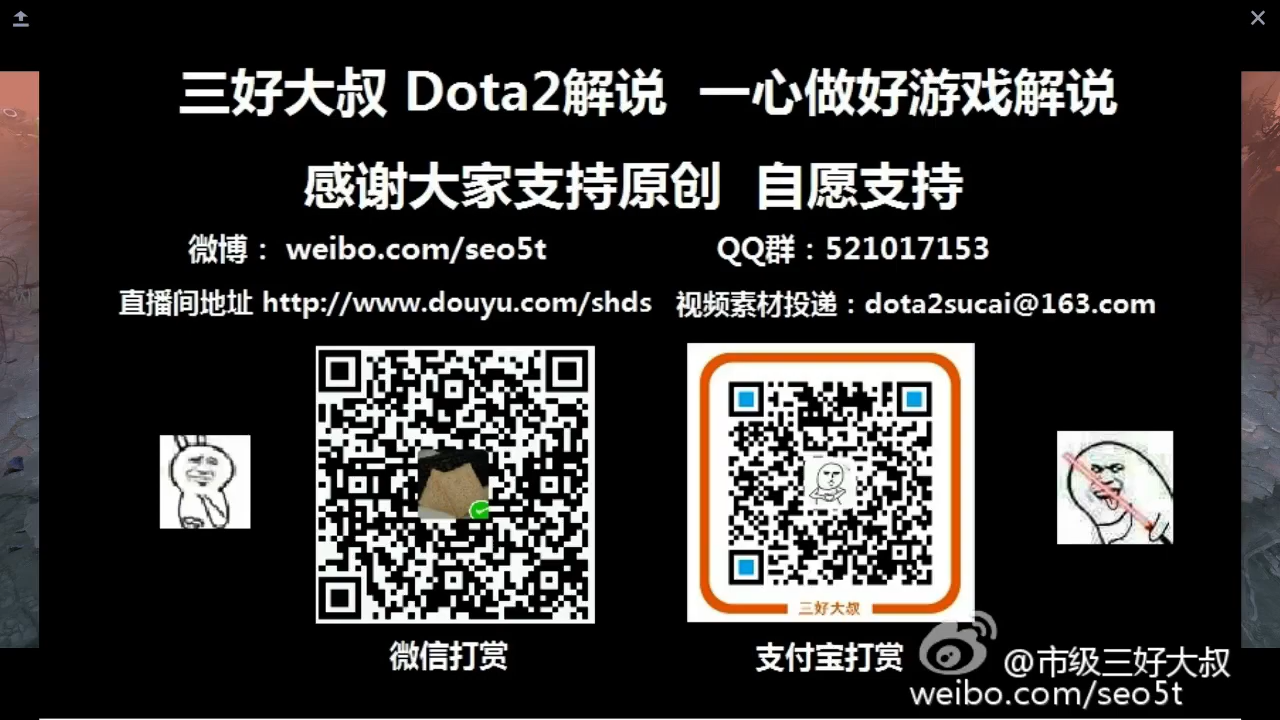 三好大叔 Dota2解说 一心做好游戏解说
感谢大家支持原创 自愿支持
微博： weibo.com/seo5t QQ群：521017153
直播间地址 http://www.douyu.com/shds 视频素材投递：dota2sucai@163.com
三好大叔
微信打赏 支付宝打赏
@市级三好大叔
weibo.com/seo5t